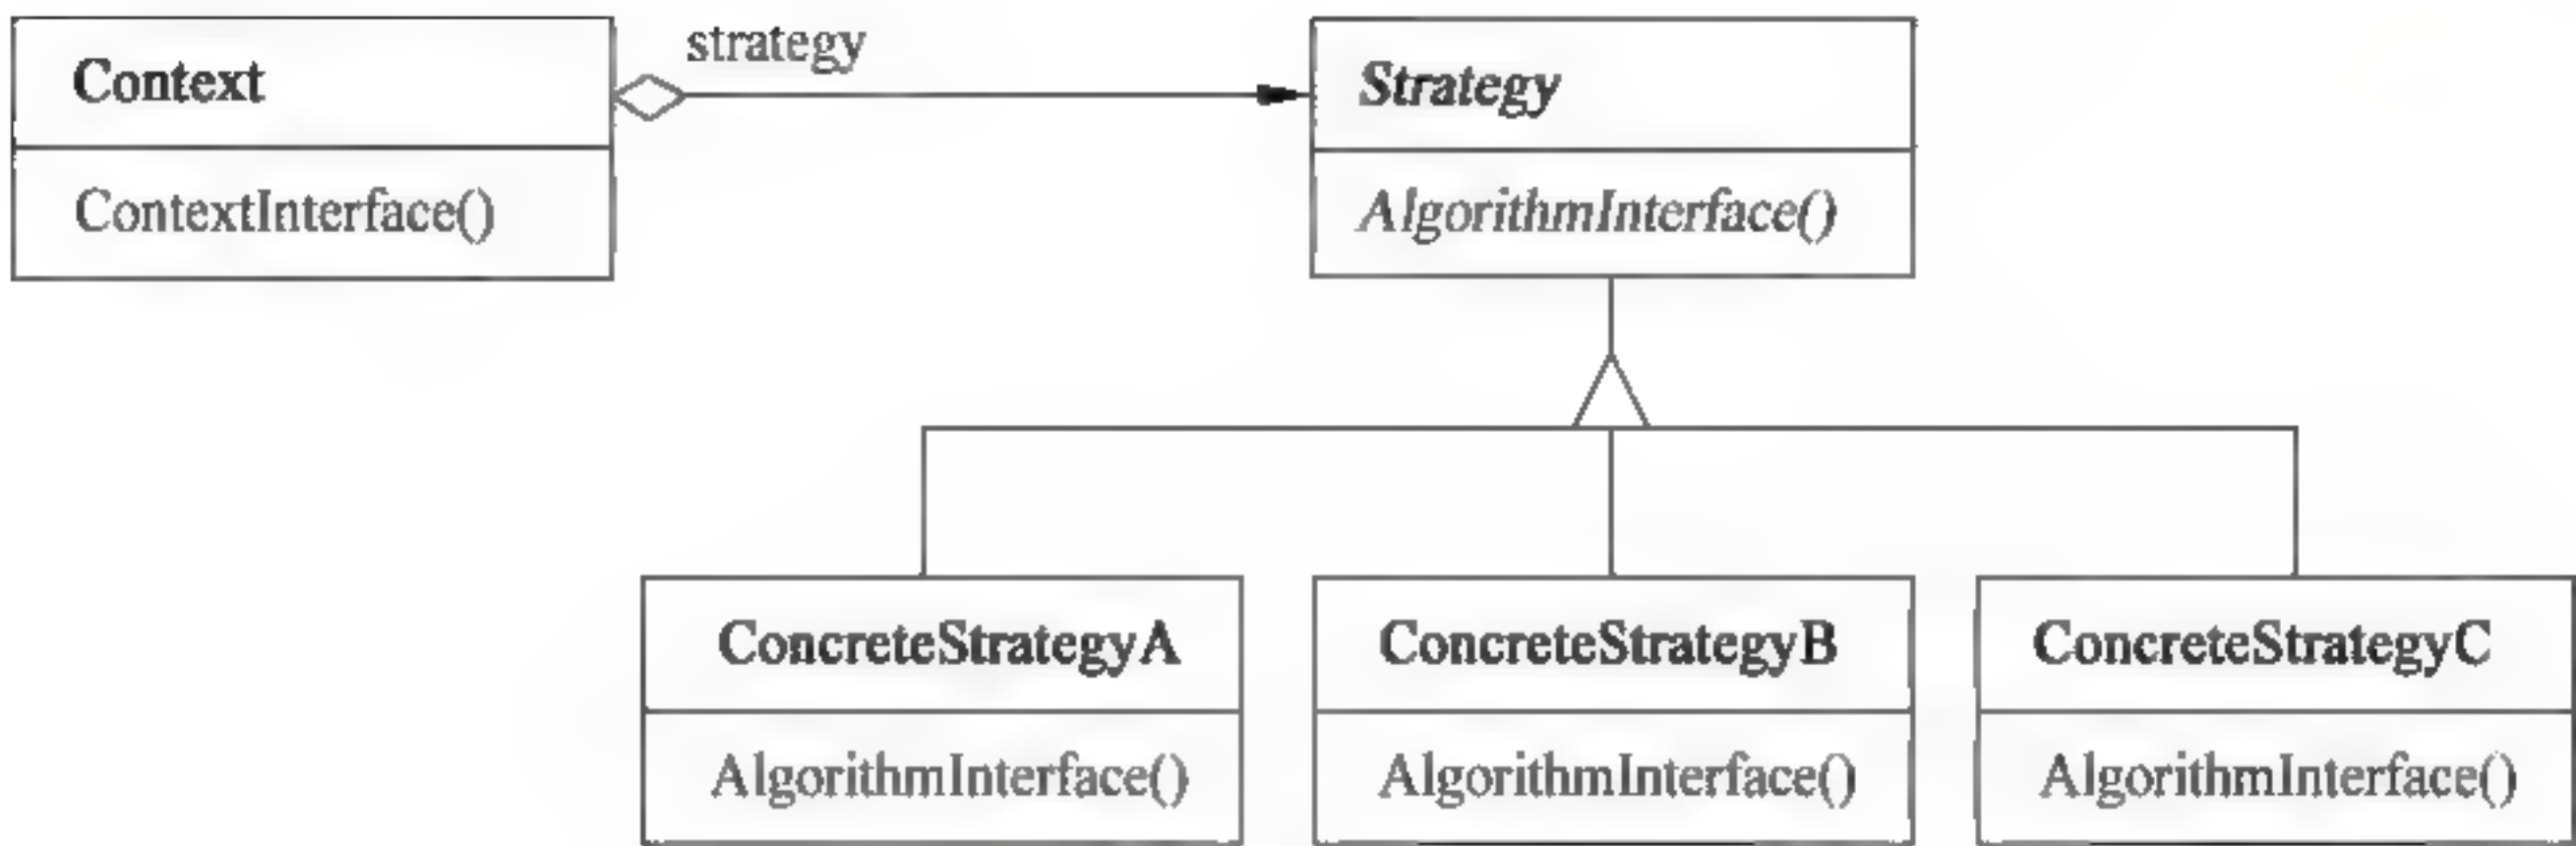 strategy
Context
Strategy
ContextInterface()
AlgorithmInterface()
ConcreteStrategyA
ConcreteStrategyB
ConcreteStrategyC
AlgorithmInterface()
AlgorithmInterface()
AlgorithmInterface()